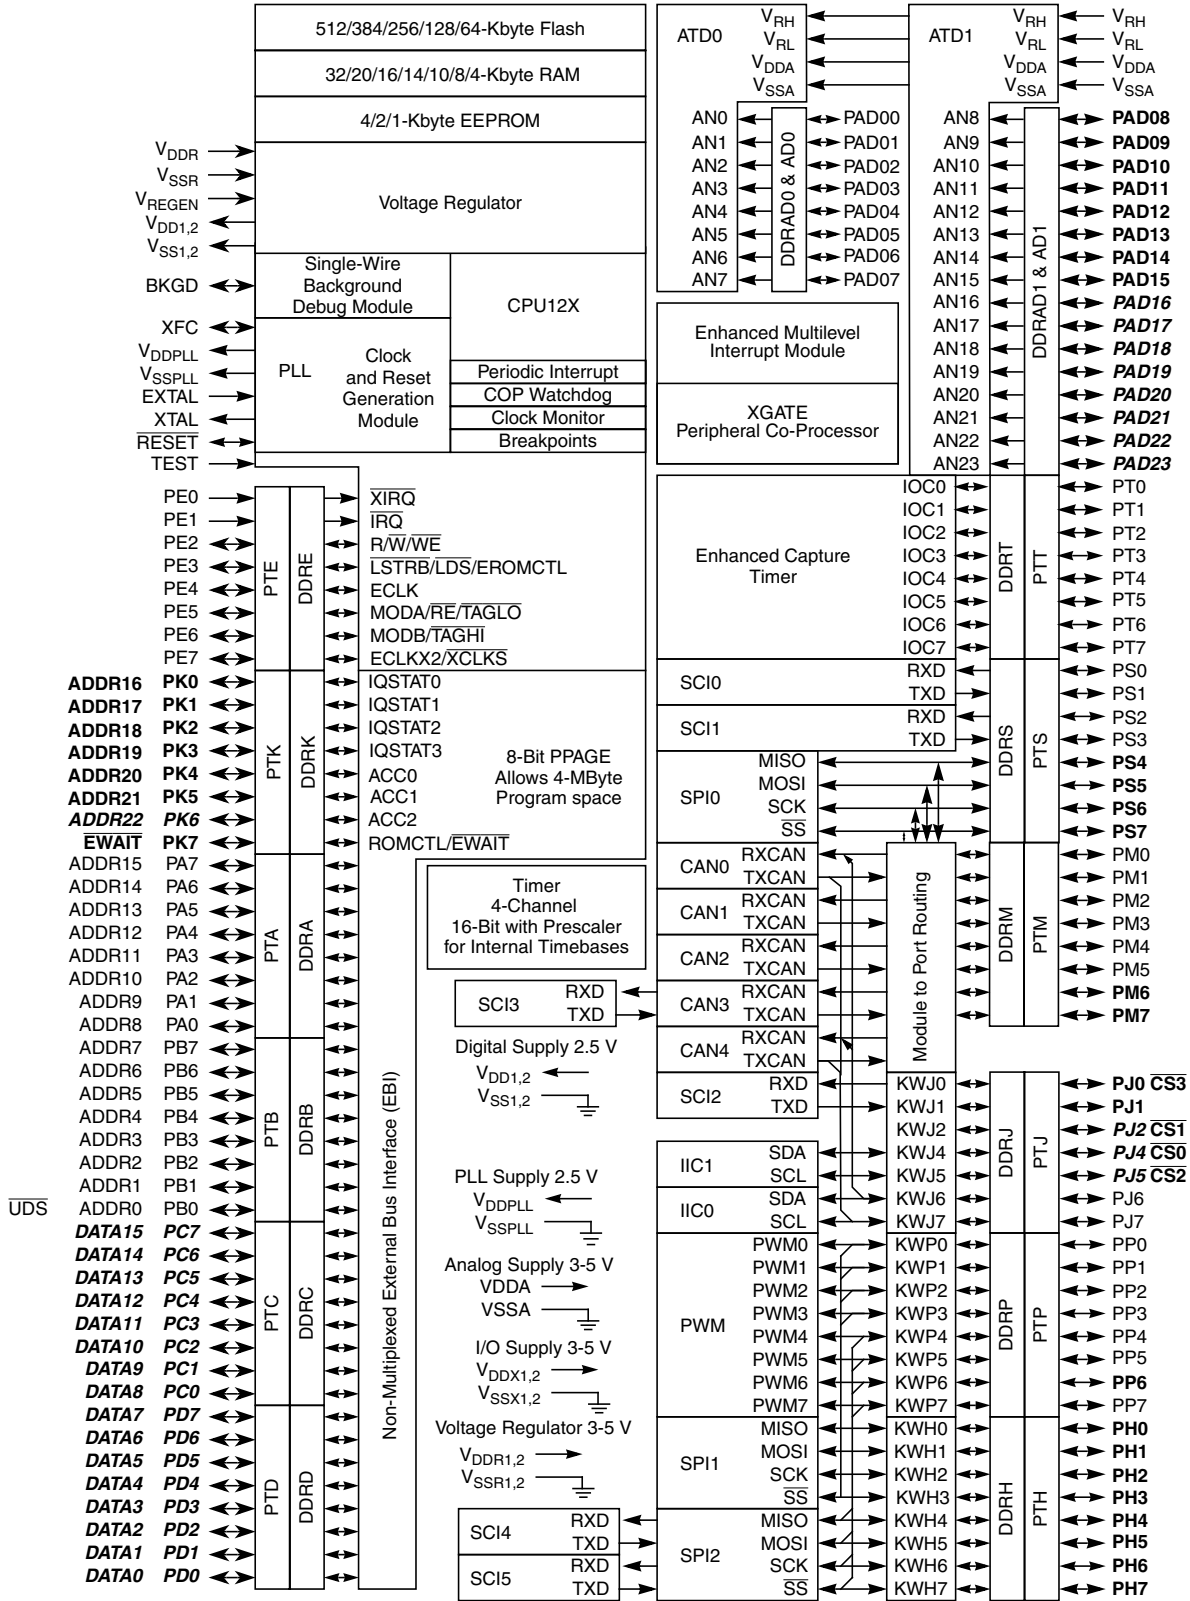 512/384/256/128/64-Kbyte Flash
32/20/16/14/10/8/4-Kbyte RAM
4/2/1-Kbyte EEPROM
Voltage Regulator
VDDR
VSSR
VREGEN
VDD1,2
VSS1,2
BKGD
XFC
VDDPLL
VSSPLL
EXTAL
XTAL
RESET
TEST
Single-Wire
Background
Debug Module
CPU12X
PLL
Clock
and Reset
Generation
Module
Periodic Interrupt
COP Watchdog
Clock Monitor
Breakpoints
PE0
PE1
PE2
PE3
PE4
PE5
PE6
PE7
PTE
DDRE
XIRQ
IRQ
R/W/WE
LSTRB/LDS/EROMCTL
ECLK
MODA/RE/TAGLO
MODB/TAGHI
ECLKX2/XCLKS
ADDR16 PK0
ADDR17 PK1
ADDR18 PK2
ADDR19 PK3
ADDR20 PK4
ADDR21 PK5
ADDR22 PK6
EWAIT PK7
PTK
DDRK
IQSTAT0
IQSTAT1
IQSTAT2
IQSTAT3
ACC0
ACC1
ACC2
ROMCTL/EWAIT
8-Bit PPAGE
Allows 4-MByte
Program space
ADDR15 PA7
ADDR14 PA6
ADDR13 PA5
ADDR12 PA4
ADDR11 PA3
ADDR10 PA2
ADDR9 PA1
ADDR8 PA0
PTA
DDRA
ADDR7 PB7
ADDR6 PB6
ADDR5 PB5
ADDR4 PB4
ADDR3 PB3
ADDR2 PB2
ADDR1 PB1
UDS ADDR0 PB0
PTB
DDRB
DATA15 PC7
DATA14 PC6
DATA13 PC5
DATA12 PC4
DATA11 PC3
DATA10 PC2
DATA9 PC1
DATA8 PC0
PTC
DDRC
DATA7 PD7
DATA6 PD6
DATA5 PD5
DATA4 PD4
DATA3 PD3
DATA2 PD2
DATA1 PD1
DATA0 PD0
PTD
DDRD
Non-Multiplexed External Bus Interface (EBI)
Timer
4-Channel
16-Bit with Prescaler
for Internal Timebases
SCI3
RXD
TXD
Digital Supply 2.5 V
VDD1,2
VSS1,2
PLL Supply 2.5 V
VDDPLL
VSSPLL
Analog Supply 3-5 V
VDDA
VSSA
I/O Supply 3-5 V
VDDX1,2
VSSX1,2
Voltage Regulator 3-5 V
VDDR1,2
VSSR1,2
SCI4
RXD
TXD
SCI5
RXD
TXD
ATD0
VRH
VRL
VDDA
VSSA
AN0
AN1
AN2
AN3
AN4
AN5
AN6
AN7
DDRAD0 & AD0
PAD00
PAD01
PAD02
PAD03
PAD04
PAD05
PAD06
PAD07
ATD1
VRH
VRL
VDDA
VSSA
VRH
VRL
VDDA
VSSA
AN8
AN9
AN10
AN11
AN12
AN13
AN14
AN15
AN16
AN17
AN18
AN19
AN20
AN21
AN22
AN23
DDRAD1 & AD1
PAD08
PAD09
PAD10
PAD11
PAD12
PAD13
PAD14
PAD15
PAD16
PAD17
PAD18
PAD19
PAD20
PAD21
PAD22
PAD23
Enhanced Multilevel
Interrupt Module
XGATE
Peripheral Co-Processor
Enhanced Capture
Timer
IOC0
IOC1
IOC2
IOC3
IOC4
IOC5
IOC6
IOC7
DDRT
PTT
PT0
PT1
PT2
PT3
PT4
PT5
PT6
PT7
SCI0
RXD
TXD
SCI1
RXD
TXD
SPI0
MISO
MOSI
SCK
SS
DDRS
PTS
PS0
PS1
PS2
PS3
PS4
PS5
PS6
PS7
CAN0
RXCAN
TXCAN
CAN1
RXCAN
TXCAN
CAN2
RXCAN
TXCAN
CAN3
RXCAN
TXCAN
CAN4
RXCAN
TXCAN
Module to Port Routing
DDRM
PTM
PM0
PM1
PM2
PM3
PM4
PM5
PM6
PM7
SCI2
RXD
TXD
IIC1
SDA
SCL
IIC0
SDA
SCL
KWJ0
KWJ1
KWJ2
KWJ4
KWJ5
KWJ6
KWJ7
DDRJ
PTJ
PJ0 CS3
PJ1
PJ2 CS1
PJ4 CS0
PJ5 CS2
PJ6
PJ7
PWM
PWM0
PWM1
PWM2
PWM3
PWM4
PWM5
PWM6
PWM7
KWP0
KWP1
KWP2
KWP3
KWP4
KWP5
KWP6
KWP7
DDRP
PTP
PP0
PP1
PP2
PP3
PP4
PP5
PP6
PP7
SPI1
MISO
MOSI
SCK
SS
SPI2
MISO
MOSI
SCK
SS
KWH0
KWH1
KWH2
KWH3
KWH4
KWH5
KWH6
KWH7
DDRH
PTH
PH0
PH1
PH2
PH3
PH4
PH5
PH6
PH7